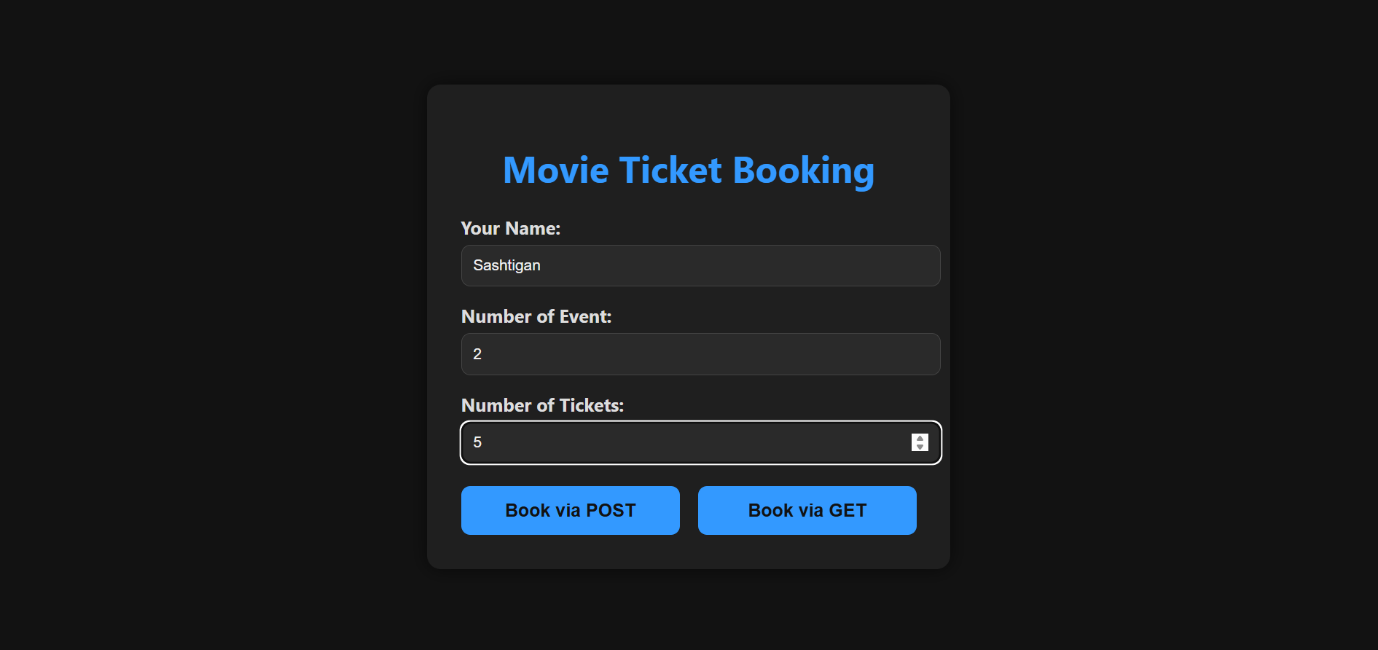 Movie Ticket Booking
Your Name:
Sashtigan
Number of Event:
2
Number of Tickets:
5
Book via POST Book via GET